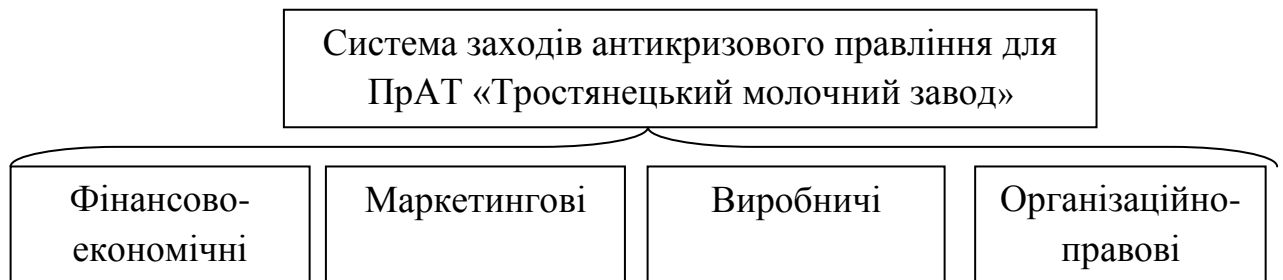 Система заходів антикризового правління для
ПрАТ «Тростянецький молочний завод»
Фінансово-
економічні
Маркетингові
Виробничі
Організаційно-
правові